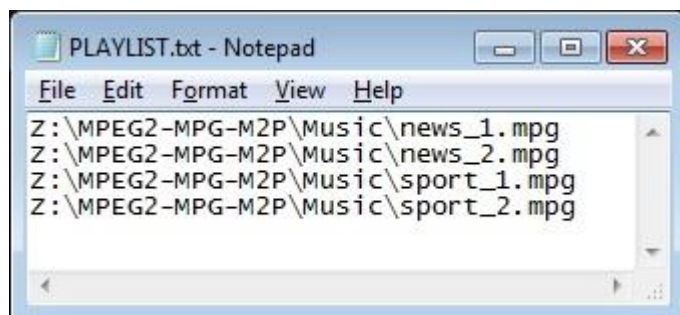 PLAYLIST.txt - Notepad
File Edit Format View Help
Z:\MPEG2-MPG-M2P\Music\news_1.mpg
Z:\MPEG2-MPG-M2P\Music\news_2.mpg
Z:\MPEG2-MPG-M2P\Music\sport_1.mpg
Z:\MPEG2-MPG-M2P\Music\sport_2.mpg